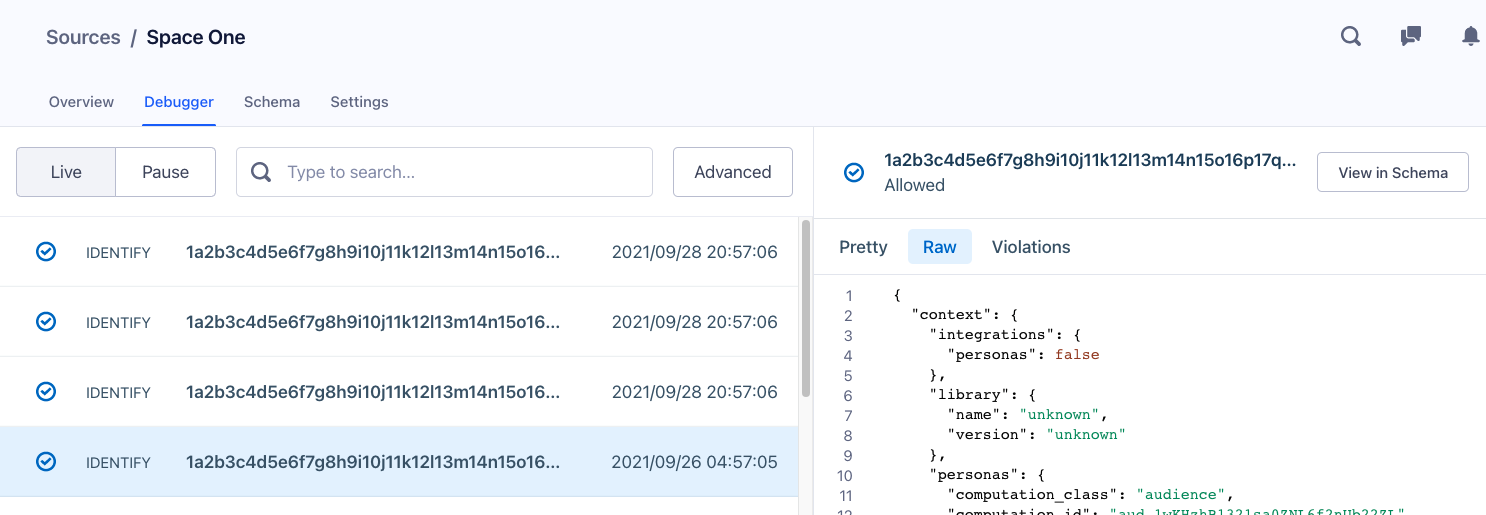 Sources / Space One
Overview Debugger Schema Settings
Live Pause Type to search... Advanced
IDENTIFY 1a2b3c4d5e6f7g8h9i10j11k12l13m14n15o16... 2021/09/28 20:57:06
IDENTIFY 1a2b3c4d5e6f7g8h9i10j11k12l13m14n15o16... 2021/09/28 20:57:06
IDENTIFY 1a2b3c4d5e6f7g8h9i10j11k12l13m14n15o16... 2021/09/28 20:57:06
IDENTIFY 1a2b3c4d5e6f7g8h9i10j11k12l13m14n15o16... 2021/09/26 04:57:05
1a2b3c4d5e6f7g8h9i10j11k12l13m14n15o16p17q...
Allowed
View in Schema
Pretty Raw Violations
1 {
2 "context": {
3 "integrations": {
4 "personas": false
5 },
6 "library": {
7 "name": "unknown",
8 "version": "unknown"
9 },
10 "personas": {
11 "computation_class": "audience",
12 "computation_id":